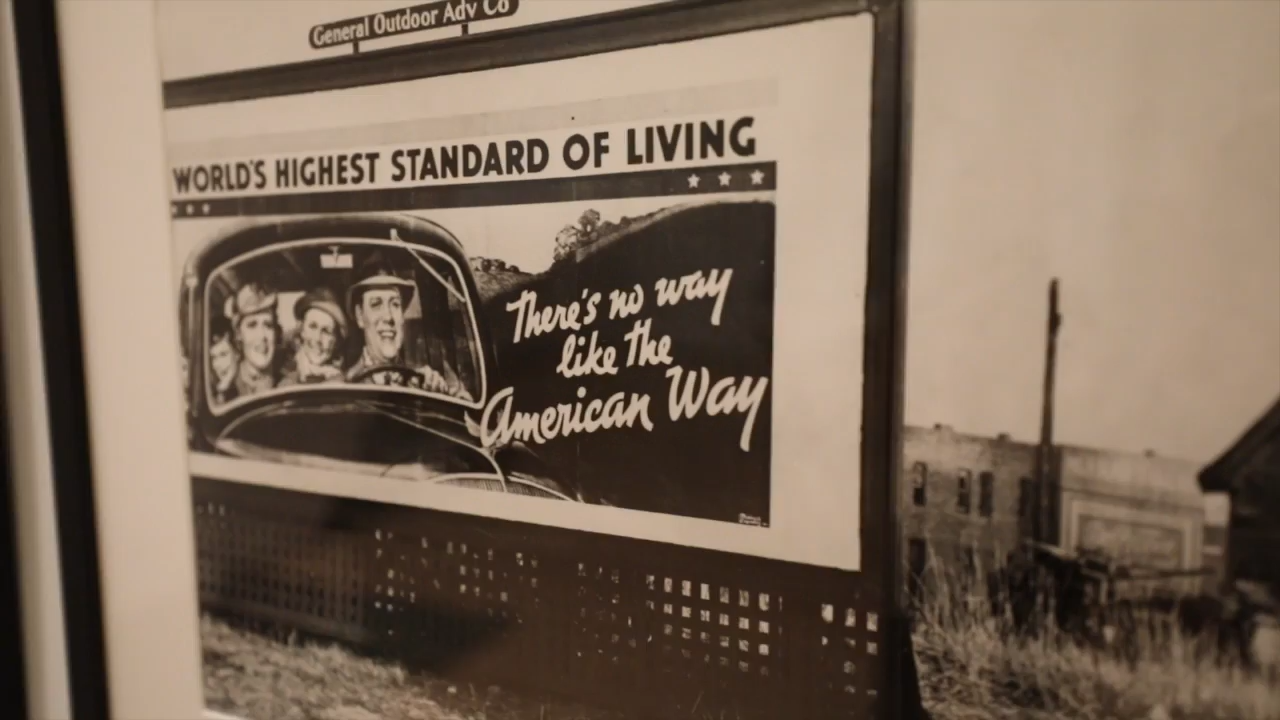 General Outdoor Adv Co
WORLD'S HIGHEST STANDARD OF LIVING
There's no way
like the
American Way